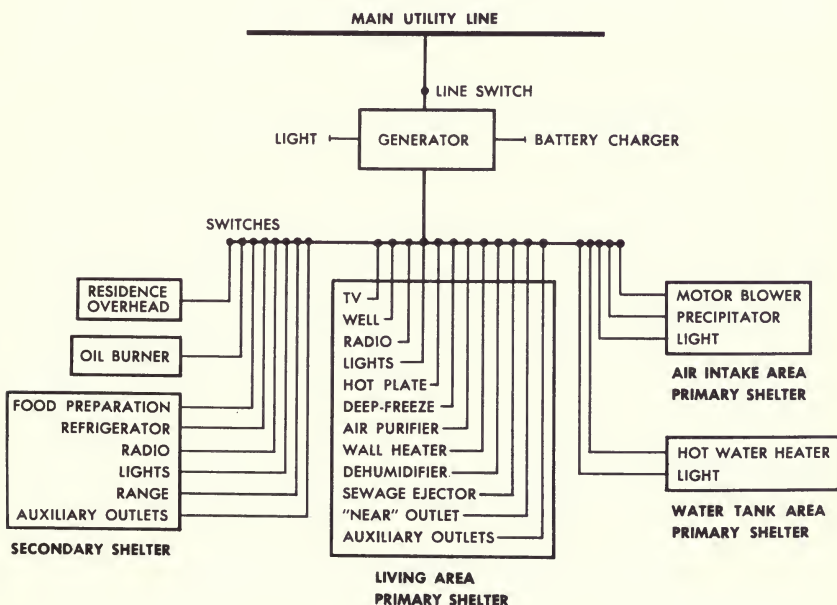 MAIN UTILITY LINE
LINE SWITCH
LIGHT
GENERATOR
BATTERY CHARGER
SWITCHES
RESIDENCE
OVERHEAD
OIL BURNER
FOOD PREPARATION
REFRIGERATOR
RADIO
LIGHTS
RANGE
AUXILIARY OUTLETS
SECONDARY SHELTER
TV
WELL
RADIO
LIGHTS
HOT PLATE
DEEP-FREEZE
AIR PURIFIER
WALL HEATER
DEHUMIDIFIER
SEWAGE EJECTOR
"NEAR" OUTLET
AUXILIARY OUTLETS
LIVING AREA
PRIMARY SHELTER
MOTOR BLOWER
PRECIPITATOR
LIGHT
AIR INTAKE AREA
PRIMARY SHELTER
HOT WATER HEATER
LIGHT
WATER TANK AREA
PRIMARY SHELTER